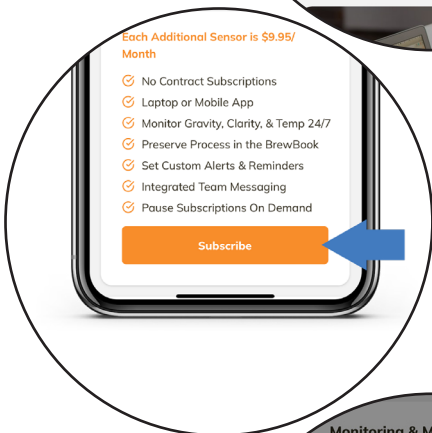 Each Additional Sensor is $9.95/
Month
No Contract Subscriptions
Laptop or Mobile App
Monitor Gravity, Clarity, & Temp 24/7
Preserve Process in the BrewBook
Set Custom Alerts & Reminders
Integrated Team Messaging
Pause Subscriptions On Demand
Subscribe
Monitoring & M